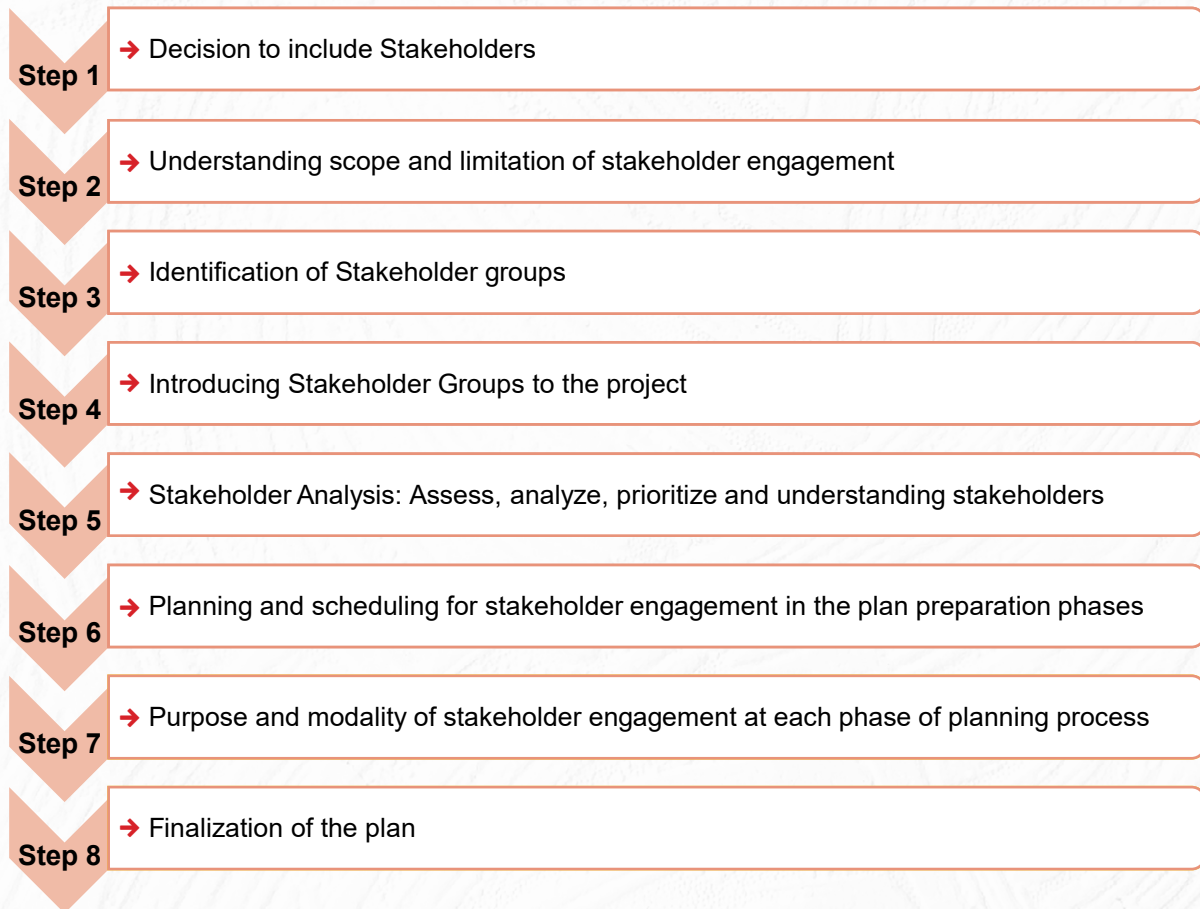 Step 1
→ Decision to include Stakeholders
Step 2
→ Understanding scope and limitation of stakeholder engagement
Step 3
→ Identification of Stakeholder groups
Step 4
→ Introducing Stakeholder Groups to the project
Step 5
→ Stakeholder Analysis: Assess, analyze, prioritize and understanding stakeholders
Step 6
→ Planning and scheduling for stakeholder engagement in the plan preparation phases
Step 7
→ Purpose and modality of stakeholder engagement at each phase of planning process
Step 8
→ Finalization of the plan